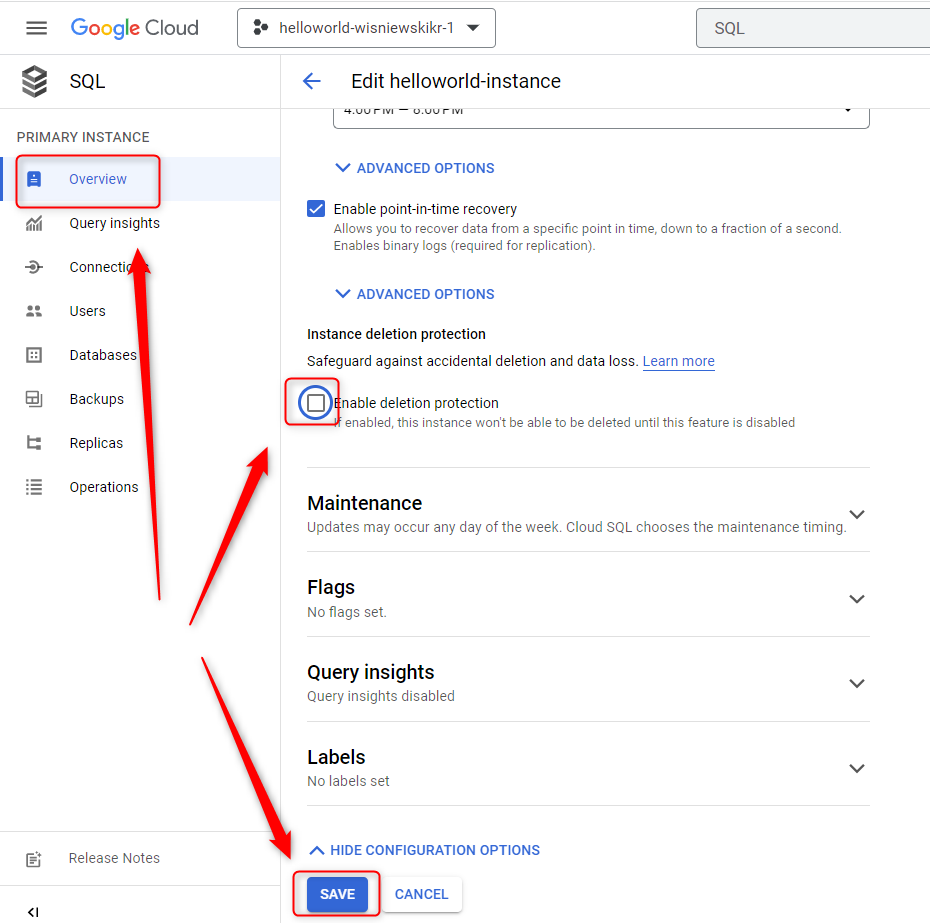 Google Cloud
helloworld-wisniewskikr-1
SQL
SQL
Edit helloworld-instance
PRIMARY INSTANCE
Overview
Query insights
Connections
Users
Databases
Backups
Replicas
Operations
Release Notes
4:00 PM — 8:00 PM
ADVANCED OPTIONS
Enable point-in-time recovery
Allows you to recover data from a specific point in time, down to a fraction of a second.
Enables binary logs (required for replication).
ADVANCED OPTIONS
Instance deletion protection
Safeguard against accidental deletion and data loss. Learn more
Enable deletion protection
If enabled, this instance won't be able to be deleted until this feature is disabled
Maintenance
Updates may occur any day of the week. Cloud SQL chooses the maintenance timing.
Flags
No flags set.
Query insights
Query insights disabled
Labels
No labels set
HIDE CONFIGURATION OPTIONS
SAVE
CANCEL